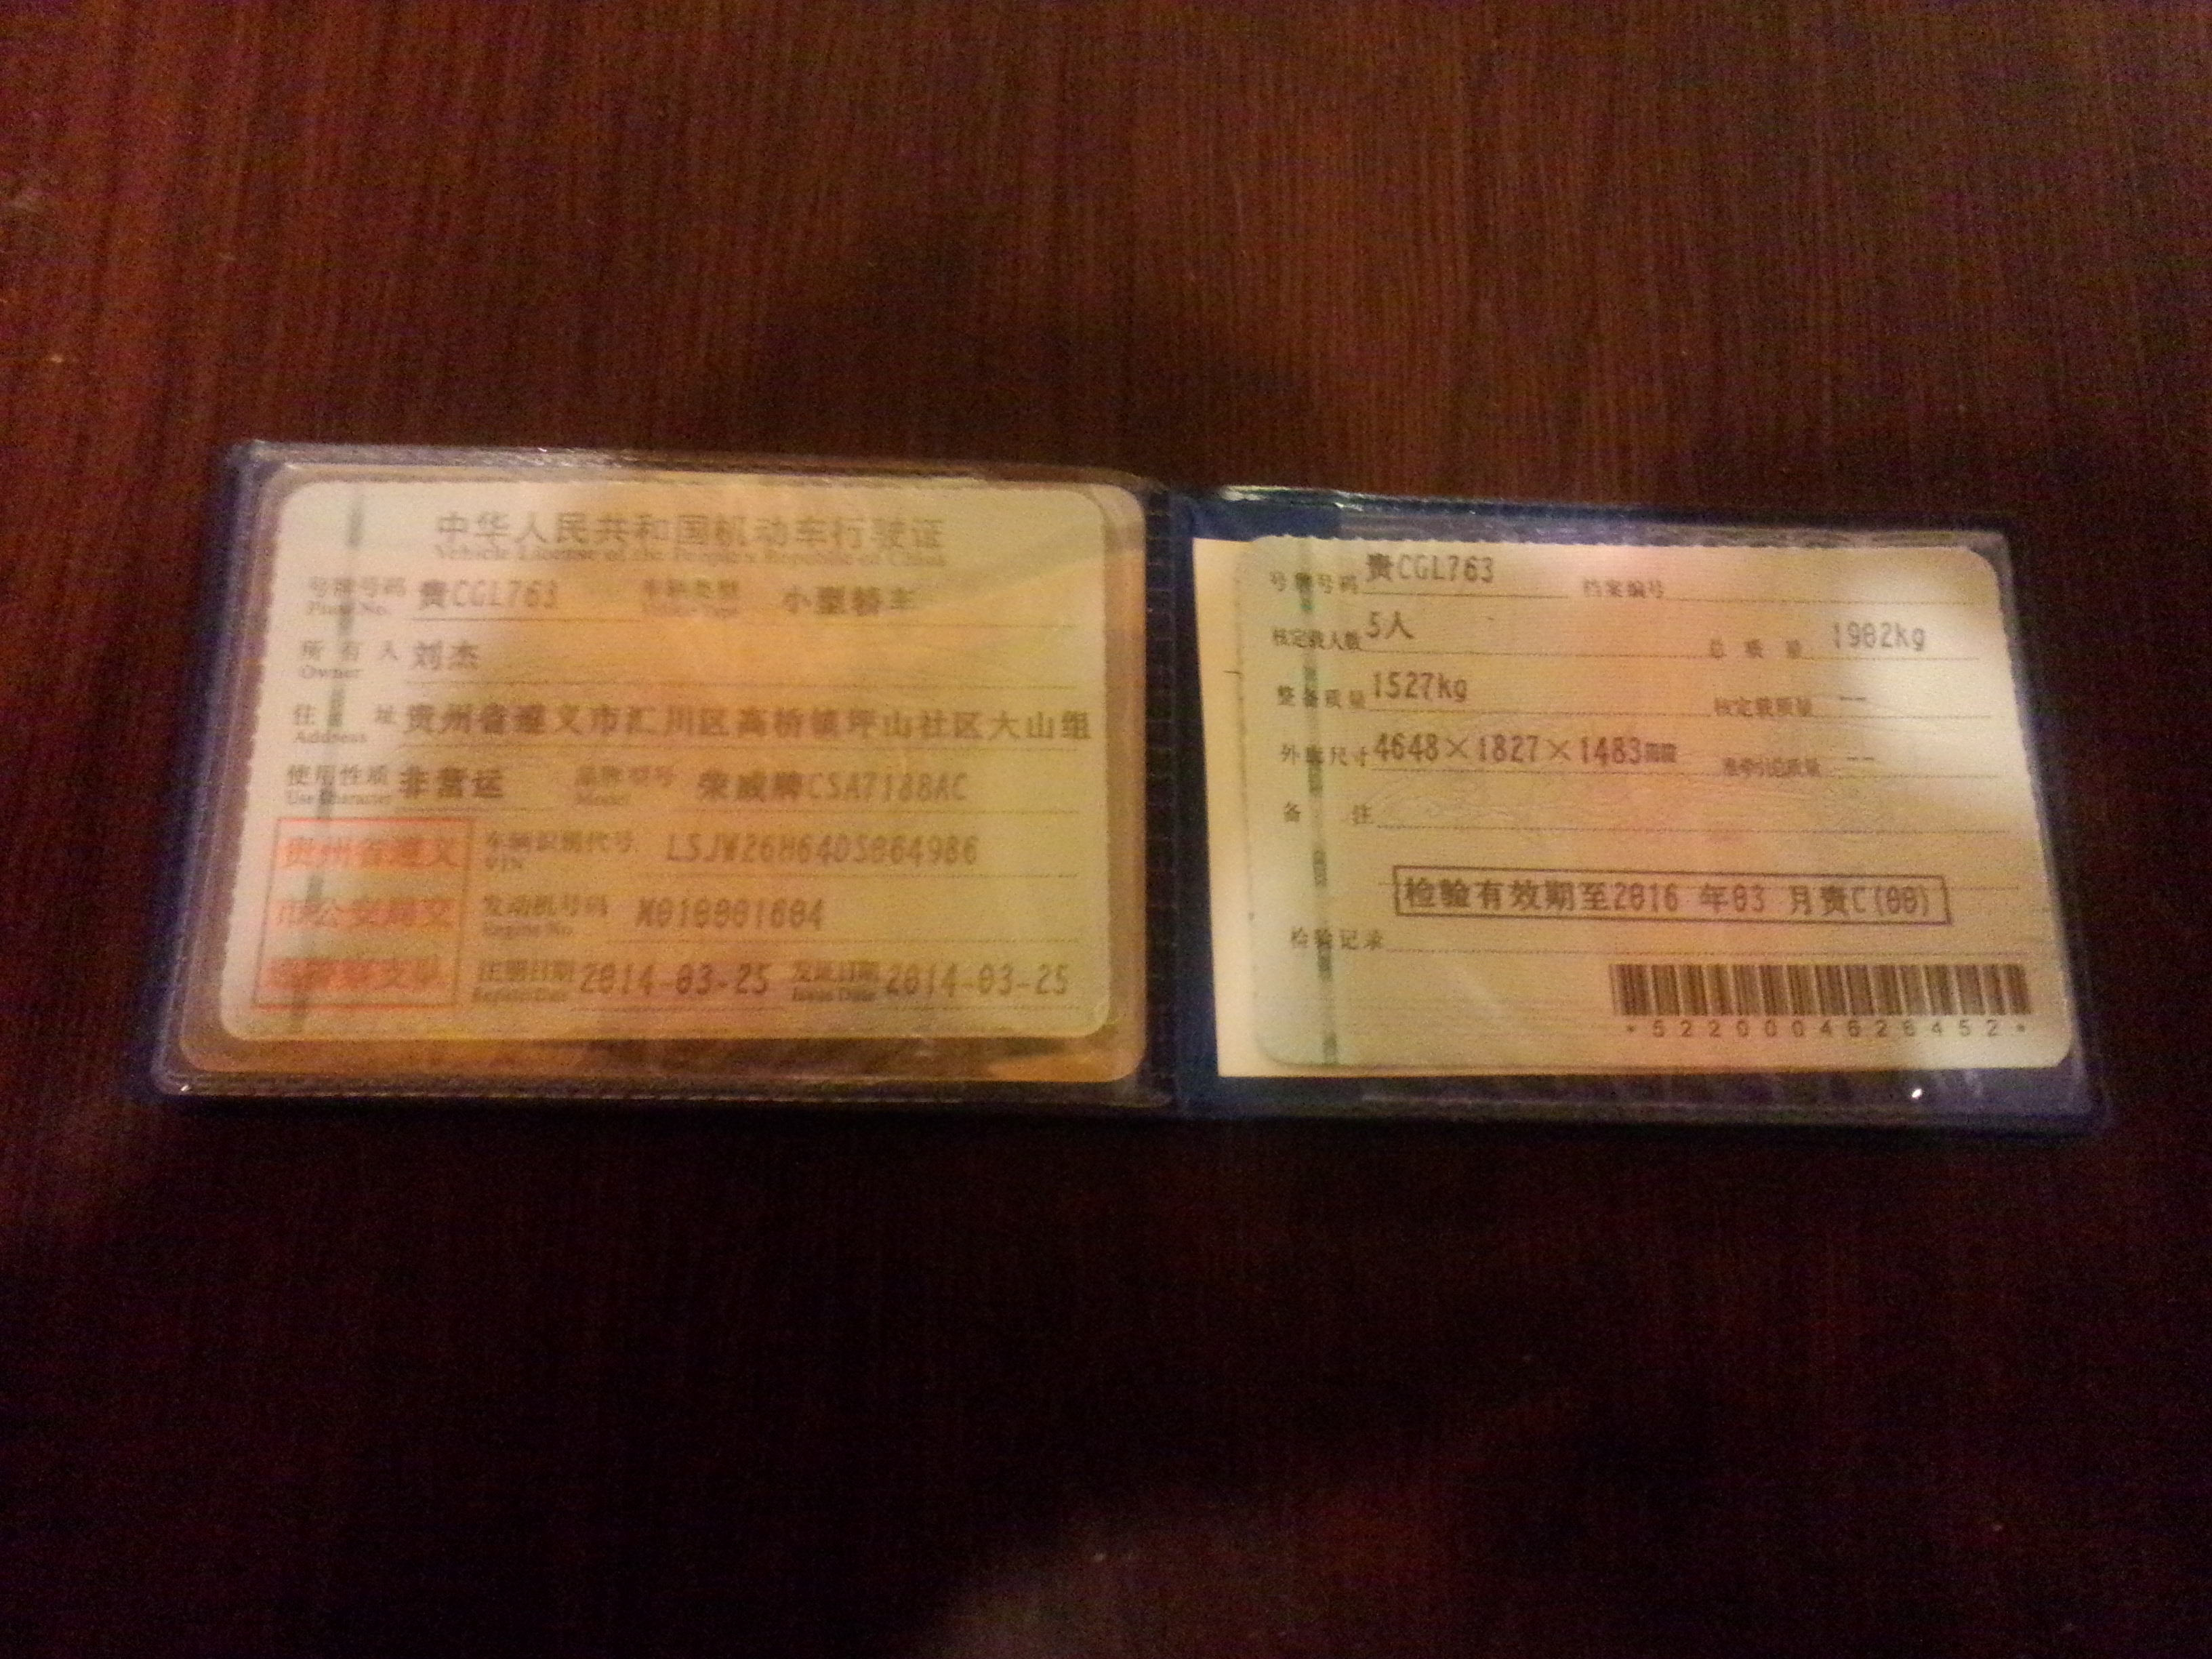 中华人民共和国机动车行驶证
Vehicle License of the People's Republic of China
号牌号码 贵CGL763 车辆类型 小型轿车
Plate No. Vehicle Type
所有人 刘杰
Owner
住址 贵州省遵义市汇川区高桥镇坪山社区大山组
Address
使用性质 非营运 品牌型号 荣威牌CSA7188AC
Use Character Model
贵州省遵义
市公安局交
通警察支队
车辆识别代号 LSJW26H64DS064986
VIN
发动机号码
Engine No.
注册日期 2014-03-25 发证日期 2014-03-25
Register Date Issue Date
号牌号码 贵CGL763 档案编号
核定载人数 5人 总质量 1902kg
整备质量 1527kg 核定载质量 --
外廓尺寸 4648×1827×1483mm 准牵引总质量 --
备注
检验有效期至2016 年03 月贵C(00)
检验记录
*5220004626452*